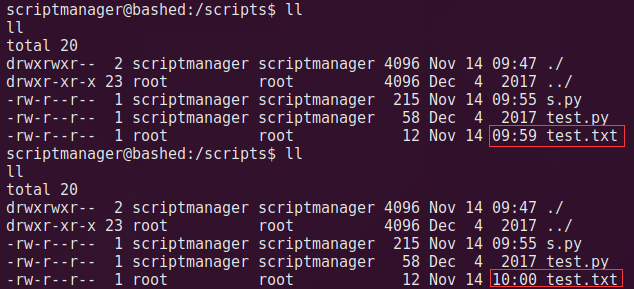 scriptmanager@bashed:/scripts$ ll
ll
total 20
drwxrwxr--  2 scriptmanager scriptmanager 4096 Nov 14 09:47 ./
drwxr-xr-x 23 root          root          4096 Dec  4  2017 ../
-rw-r--r--  1 scriptmanager scriptmanager  215 Nov 14 09:55 s.py
-rw-r--r--  1 scriptmanager scriptmanager   58 Dec  4  2017 test.py
-rw-r--r--  1 root          root            12 Nov 14 09:59 test.txt
scriptmanager@bashed:/scripts$ ll
ll
total 20
drwxrwxr--  2 scriptmanager scriptmanager 4096 Nov 14 09:47 ./
drwxr-xr-x 23 root          root          4096 Dec  4  2017 ../
-rw-r--r--  1 scriptmanager scriptmanager  215 Nov 14 09:55 s.py
-rw-r--r--  1 scriptmanager scriptmanager   58 Dec  4  2017 test.py
-rw-r--r--  1 root          root            12 Nov 14 10:00 test.txt